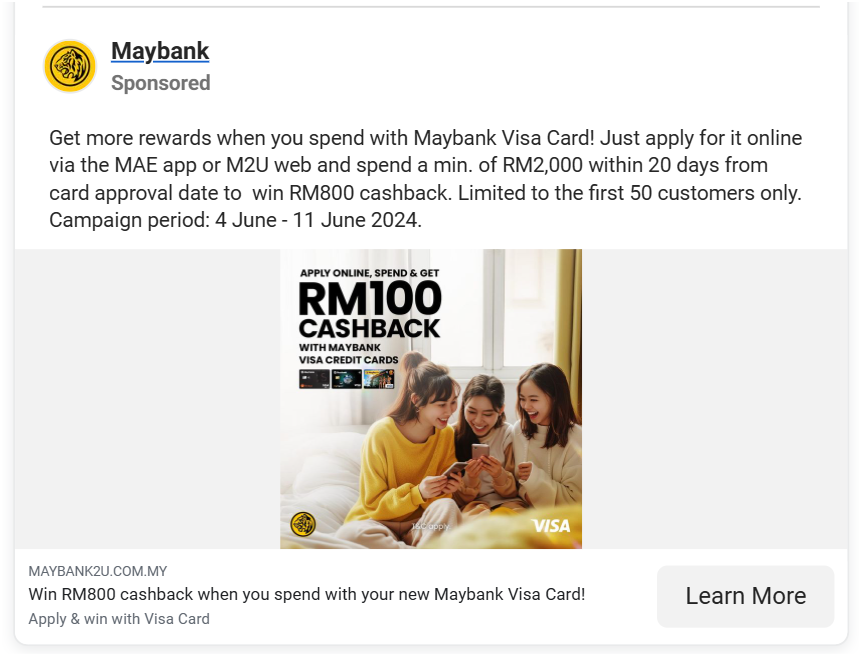 Maybank
Sponsored
Get more rewards when you spend with Maybank Visa Card! Just apply for it online
via the MAE app or M2U web and spend a min. of RM2,000 within 20 days from
card approval date to  win RM800 cashback. Limited to the first 50 customers only.
Campaign period: 4 June - 11 June 2024.
APPLY ONLINE, SPEND & GET
RM100
CASHBACK
WITH MAYBANK
VISA CREDIT CARDS
T&C apply.
VISA
MAYBANK2U.COM.MY
Win RM800 cashback when you spend with your new Maybank Visa Card!
Apply & win with Visa Card
Learn More